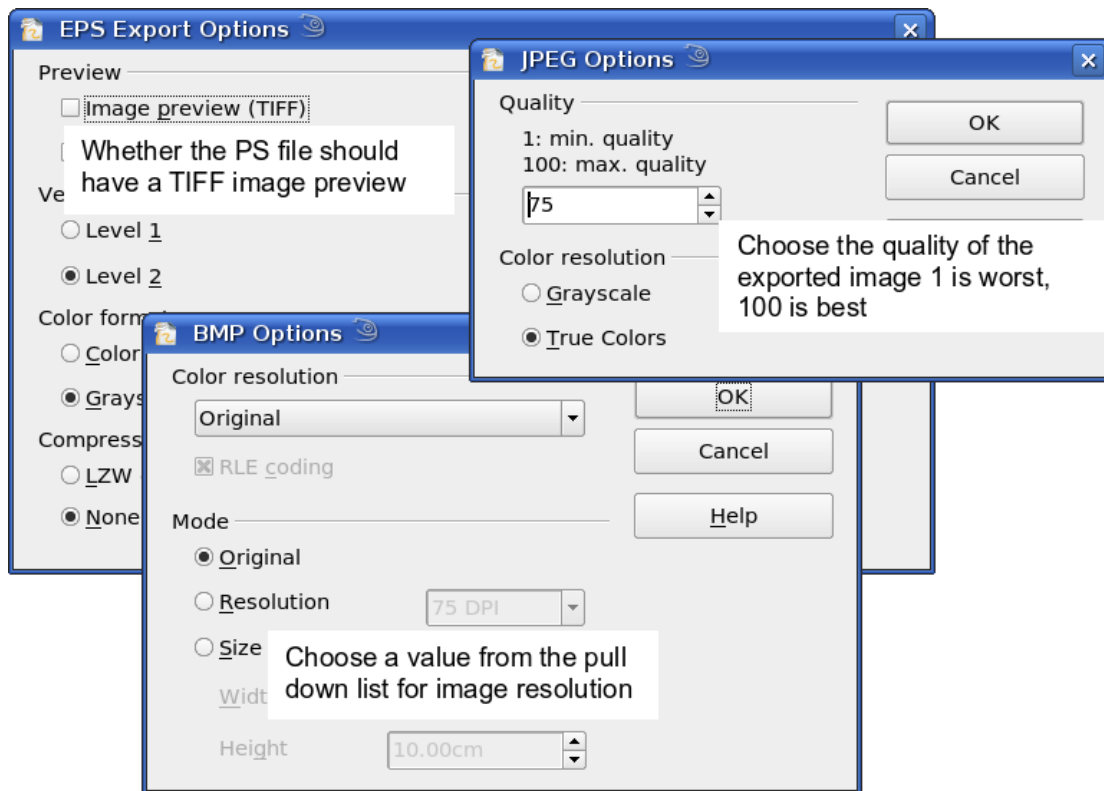 EPS Export Options
Preview
Image preview (TIFF)
Whether the PS file should
have a TIFF image preview
Level 1
Level 2
Color
LZW
None
JPEG Options
Quality
1: min. quality
100: max. quality
75
OK
Cancel
Choose the quality of the
exported image 1 is worst,
100 is best
Color resolution
Grayscale
True Colors
BMP Options
Color resolution
Original
RLE coding
OK
Cancel
Help
Mode
Original
Resolution
75 DPI
Size
Choose a value from the pull
down list for image resolution
Height
10.00cm